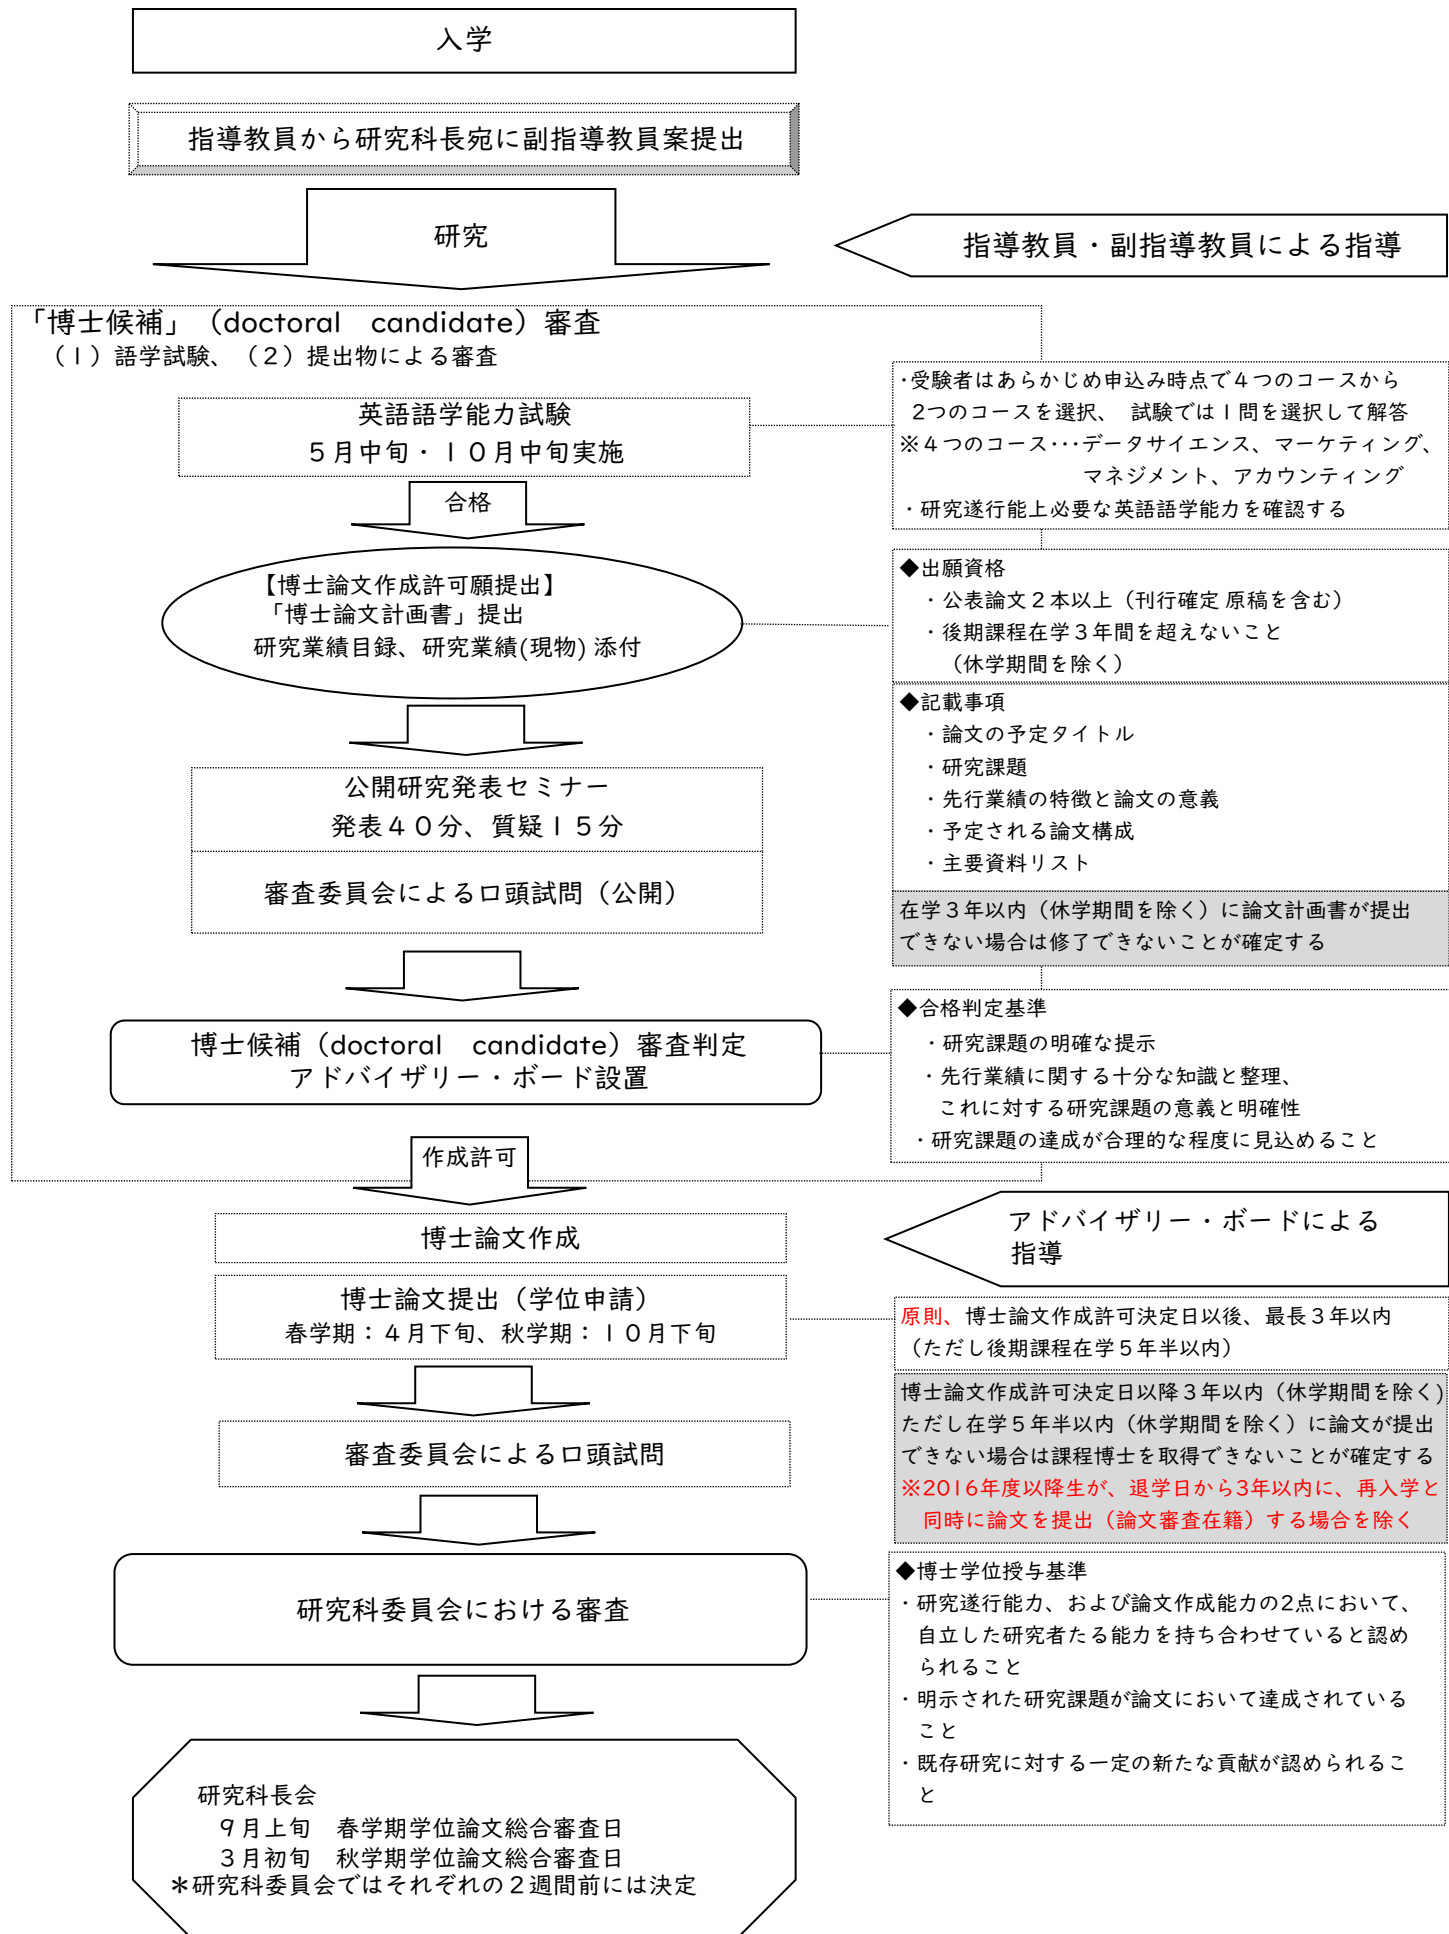 入学
指導教員から研究科長宛に副指導教員案提出
研究
指導教員・副指導教員による指導
「博士候補」（doctoral　candidate）審査
（１）語学試験、（２）提出物による審査
英語語学能力試験
５月中旬・１０月中旬実施
・受験者はあらかじめ申込み時点で４つのコースから
2つのコースを選択、 試験では１問を選択して解答
※４つのコース･･･データサイエンス、マーケティング、
マネジメント、アカウンティング
・研究遂行能上必要な英語語学能力を確認する
合格
【博士論文作成許可願提出】
「博士論文計画書」提出
研究業績目録、研究業績(現物) 添付
◆出願資格
・公表論文２本以上（刊行確定 原稿を含む）
・後期課程在学３年間を超えないこと
（休学期間を除く）
◆記載事項
・論文の予定タイトル
・研究課題
・先行業績の特徴と論文の意義
・予定される論文構成
・主要資料リスト
在学３年以内（休学期間を除く）に論文計画書が提出
できない場合は修了できないことが確定する
公開研究発表セミナー
発表４０分、質疑１５分
審査委員会による口頭試問（公開）
博士候補（doctoral　candidate）審査判定
アドバイザリー・ボード設置
◆合格判定基準
・研究課題の明確な提示
・先行業績に関する十分な知識と整理、
これに対する研究課題の意義と明確性
・研究課題の達成が合理的な程度に見込めること
作成許可
博士論文作成
アドバイザリー・ボードによる
指導
博士論文提出（学位申請）
春学期：４月下旬、秋学期：１０月下旬
原則、博士論文作成許可決定日以後、最長３年以内
（ただし後期課程在学５年半以内）
博士論文作成許可決定日以降３年以内（休学期間を除く)
ただし在学５年半以内（休学期間を除く）に論文が提出
できない場合は課程博士を取得できないことが確定する
※2016年度以降生が、退学日から3年以内に、再入学と
同時に論文を提出（論文審査在籍）する場合を除く
審査委員会による口頭試問
研究科委員会における審査
◆博士学位授与基準
・研究遂行能力、および論文作成能力の2点において、
自立した研究者たる能力を持ち合わせていると認め
られること
・明示された研究課題が論文において達成されている
こと
・既存研究に対する一定の新たな貢献が認められるこ
と
研究科長会
９月上旬　春学期学位論文総合審査日
３月初旬　秋学期学位論文総合審査日
＊研究科委員会ではそれぞれの２週間前には決定